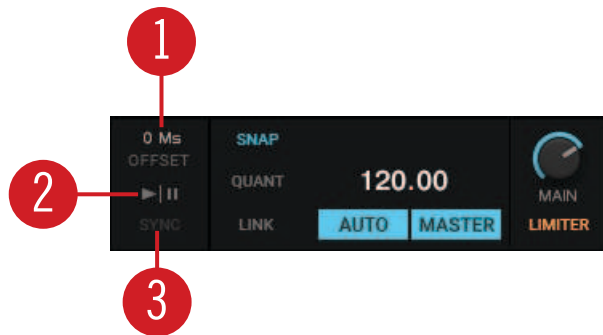 1
0 Ms
OFFSET
2
SYNC
3
SNAP
QUANT
LINK
120.00
AUTO MASTER
MAIN
LIMITER